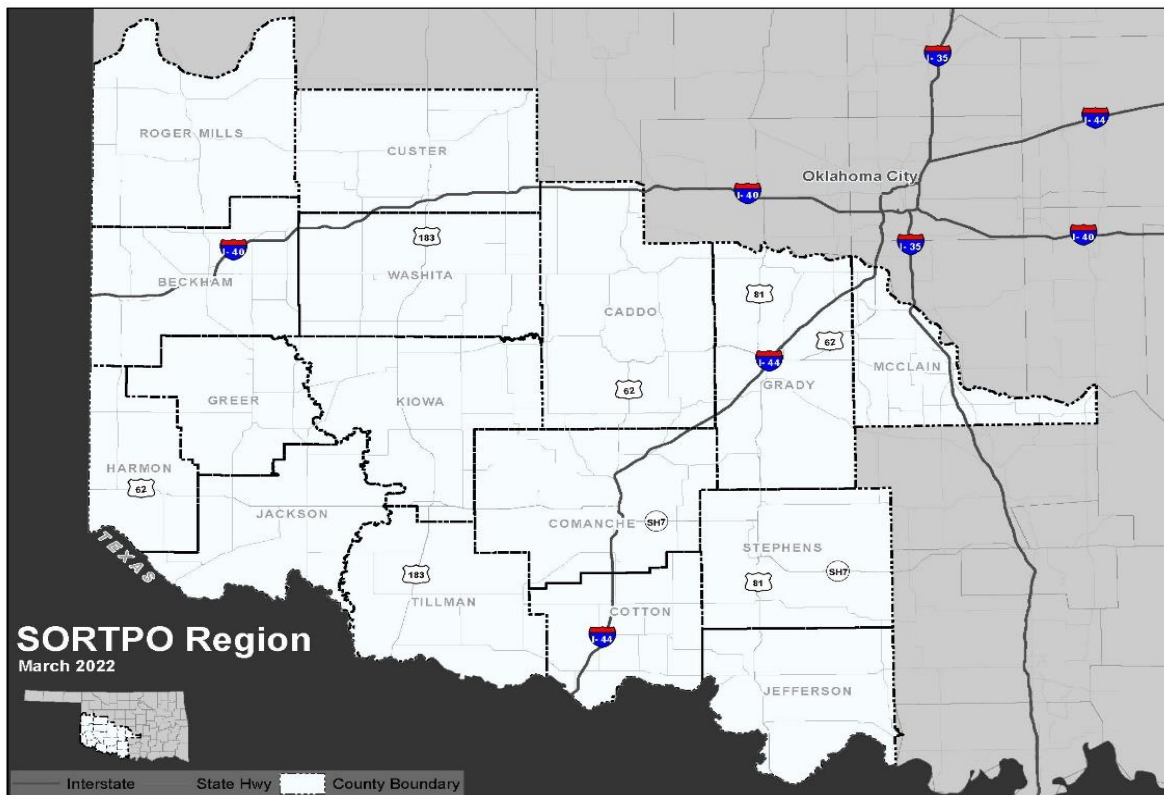 I-35
I-44
ROGER MILLS
CUSTER
Oklahoma City
I-40
183
I-35
I-40
I-40
WASHITA
BECKHAM
81
CADDO
62
I-44
MCCLAIN
GRADY
62
GREER
KIOWA
HARMON
62
JACKSON
COMANCHE
SH7
STEPHENS
TEXAS
183
81
SH7
TILLMAN
COTTON
I-44
SORTPO Region
March 2022
JEFFERSON
Interstate
State Hwy
County Boundary